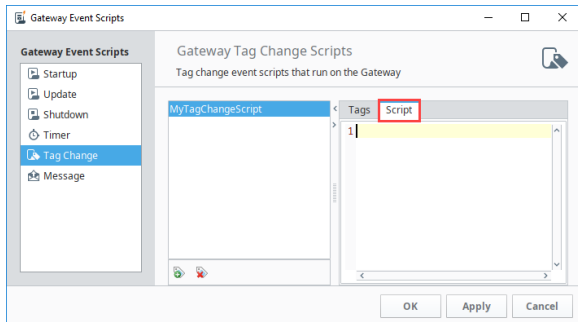 Gateway Event Scripts
Gateway Event Scripts
Startup
Update
Shutdown
Timer
Tag Change
Message
Gateway Tag Change Scripts
Tag change event scripts that run on the Gateway
MyTagChangeScript
Tags Script
1
OK Apply Cancel